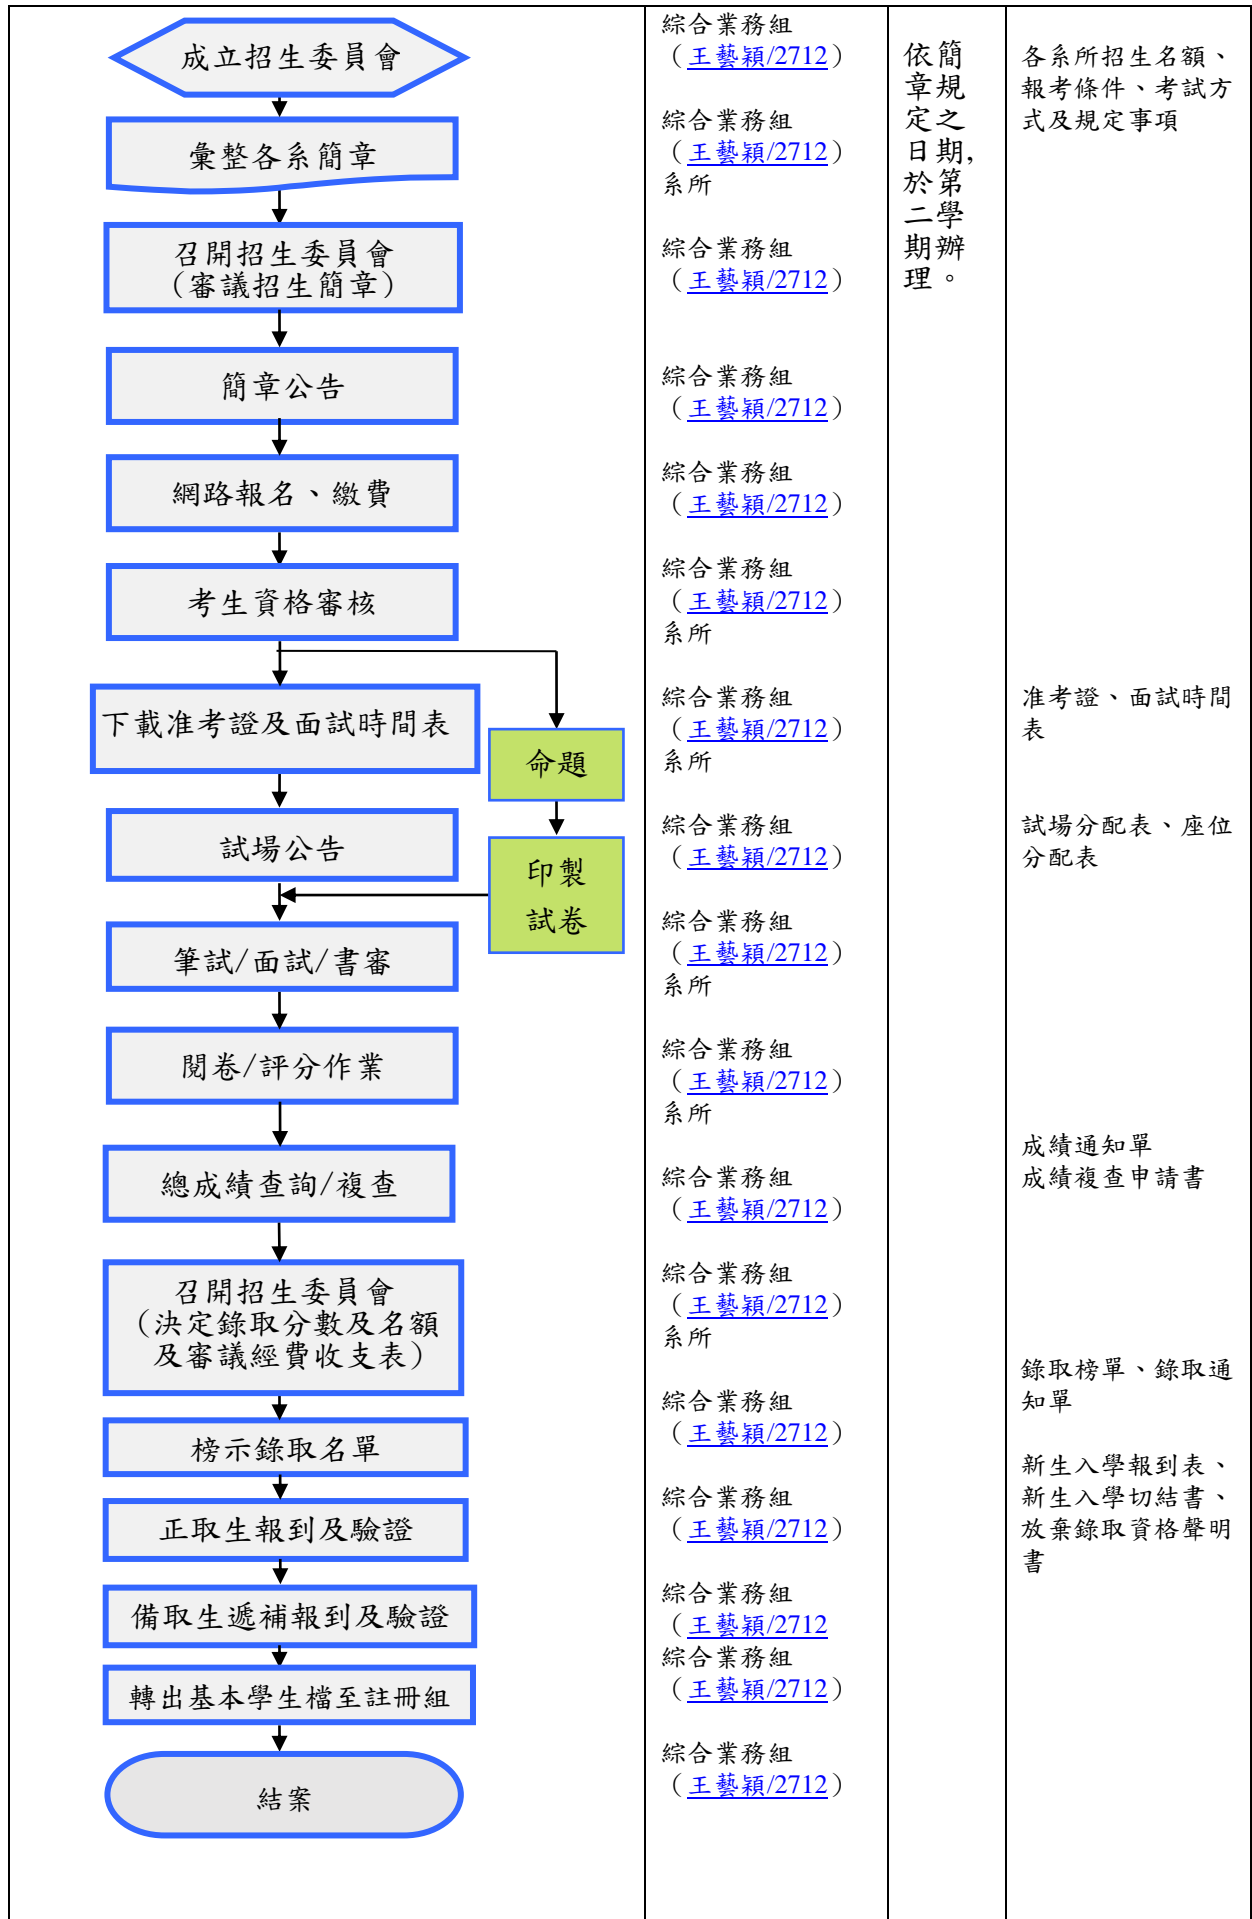 成立招生委員會
彙整各系簡章
召開招生委員會
（審議招生簡章）
簡章公告
網路報名、繳費
考生資格審核
下載准考證及面試時間表
命題
試場公告
印製
試卷
筆試/面試/書審
閱卷/評分作業
總成績查詢/複查
召開招生委員會
（決定錄取分數及名額
及審議經費收支表）
榜示錄取名單
正取生報到及驗證
備取生遞補報到及驗證
轉出基本學生檔至註冊組
結案
綜合業務組
（王藝穎/2712）
綜合業務組
（王藝穎/2712）
系所
綜合業務組
（王藝穎/2712）
綜合業務組
（王藝穎/2712）
綜合業務組
（王藝穎/2712）
綜合業務組
（王藝穎/2712）
系所
綜合業務組
（王藝穎/2712）
系所
綜合業務組
（王藝穎/2712）
綜合業務組
（王藝穎/2712）
系所
綜合業務組
（王藝穎/2712）
系所
綜合業務組
（王藝穎/2712）
綜合業務組
（王藝穎/2712）
系所
綜合業務組
（王藝穎/2712）
綜合業務組
（王藝穎/2712）
綜合業務組
（王藝穎/2712
綜合業務組
（王藝穎/2712）
綜合業務組
（王藝穎/2712）
依簡
章規
定之
日期,
於第
二學
期辦
理。
各系所招生名額、
報考條件、考試方
式及規定事項
准考證、面試時間
表
試場分配表、座位
分配表
成績通知單
成績複查申請書
錄取榜單、錄取通
知單
新生入學報到表、
新生入學切結書、
放棄錄取資格聲明
書